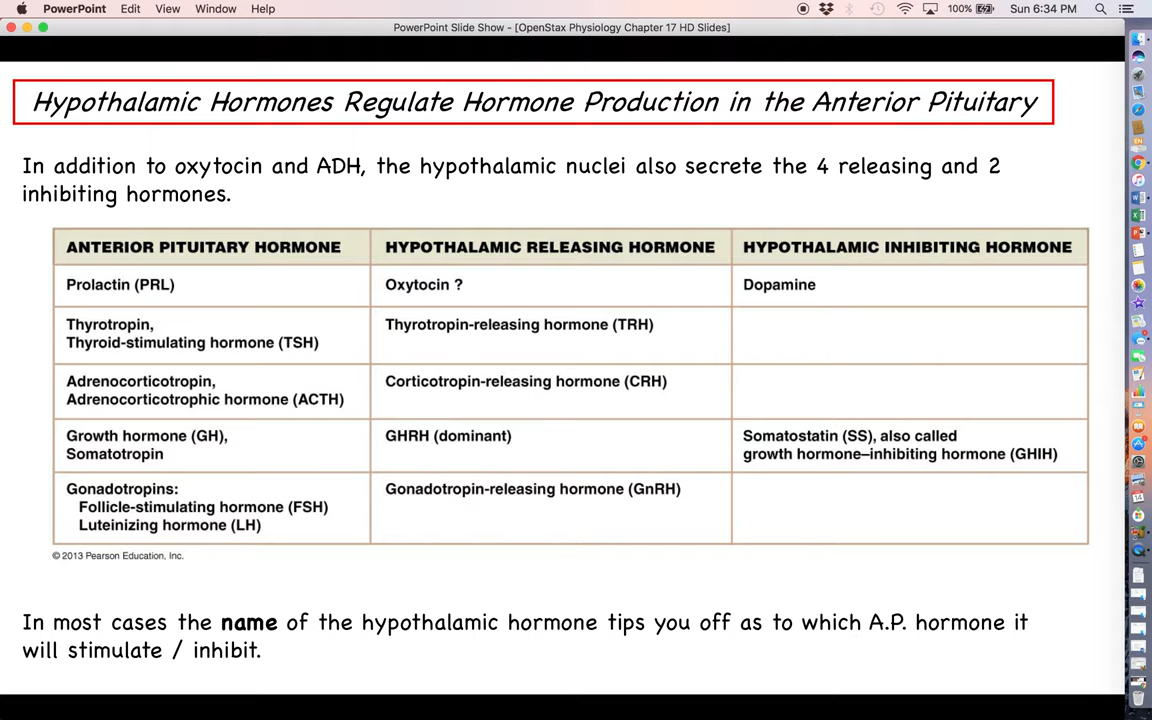 PowerPoint Edit View Window Help 100% Sun 6:34 PM
PowerPoint Slide Show - [OpenStax Physiology Chapter 17 HD Slides]
Hypothalamic Hormones Regulate Hormone Production in the Anterior Pituitary
In addition to oxytocin and ADH, the hypothalamic nuclei also secrete the 4 releasing and 2
inhibiting hormones.
ANTERIOR PITUITARY HORMONE HYPOTHALAMIC RELEASING HORMONE HYPOTHALAMIC INHIBITING HORMONE
Prolactin (PRL) Oxytocin ? Dopamine
Thyrotropin, Thyrotropin-releasing hormone (TRH)
Thyroid-stimulating hormone (TSH)
Adrenocorticotropin, Corticotropin-releasing hormone (CRH)
Adrenocorticotrophic hormone (ACTH)
Growth hormone (GH), GHRH (dominant) Somatostatin (SS), also called
Somatotropin growth hormone–inhibiting hormone (GHIH)
Gonadotropins: Gonadotropin-releasing hormone (GnRH)
Follicle-stimulating hormone (FSH)
Luteinizing hormone (LH)
© 2013 Pearson Education, Inc.
In most cases the name of the hypothalamic hormone tips you off as to which A.P. hormone it
will stimulate / inhibit.